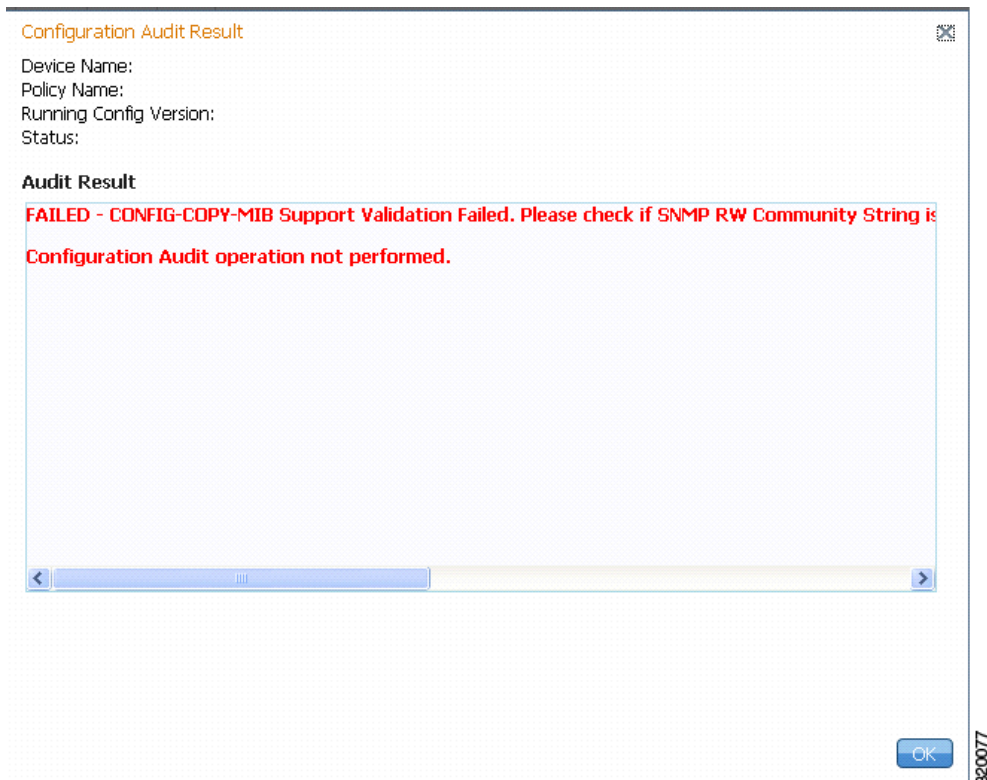 Configuration Audit Result
Device Name:
Policy Name:
Running Config Version:
Status:
Audit Result
FAILED - CONFIG-COPY-MIB Support Validation Failed. Please check if SNMP RW Community String is
Configuration Audit operation not performed.
OK